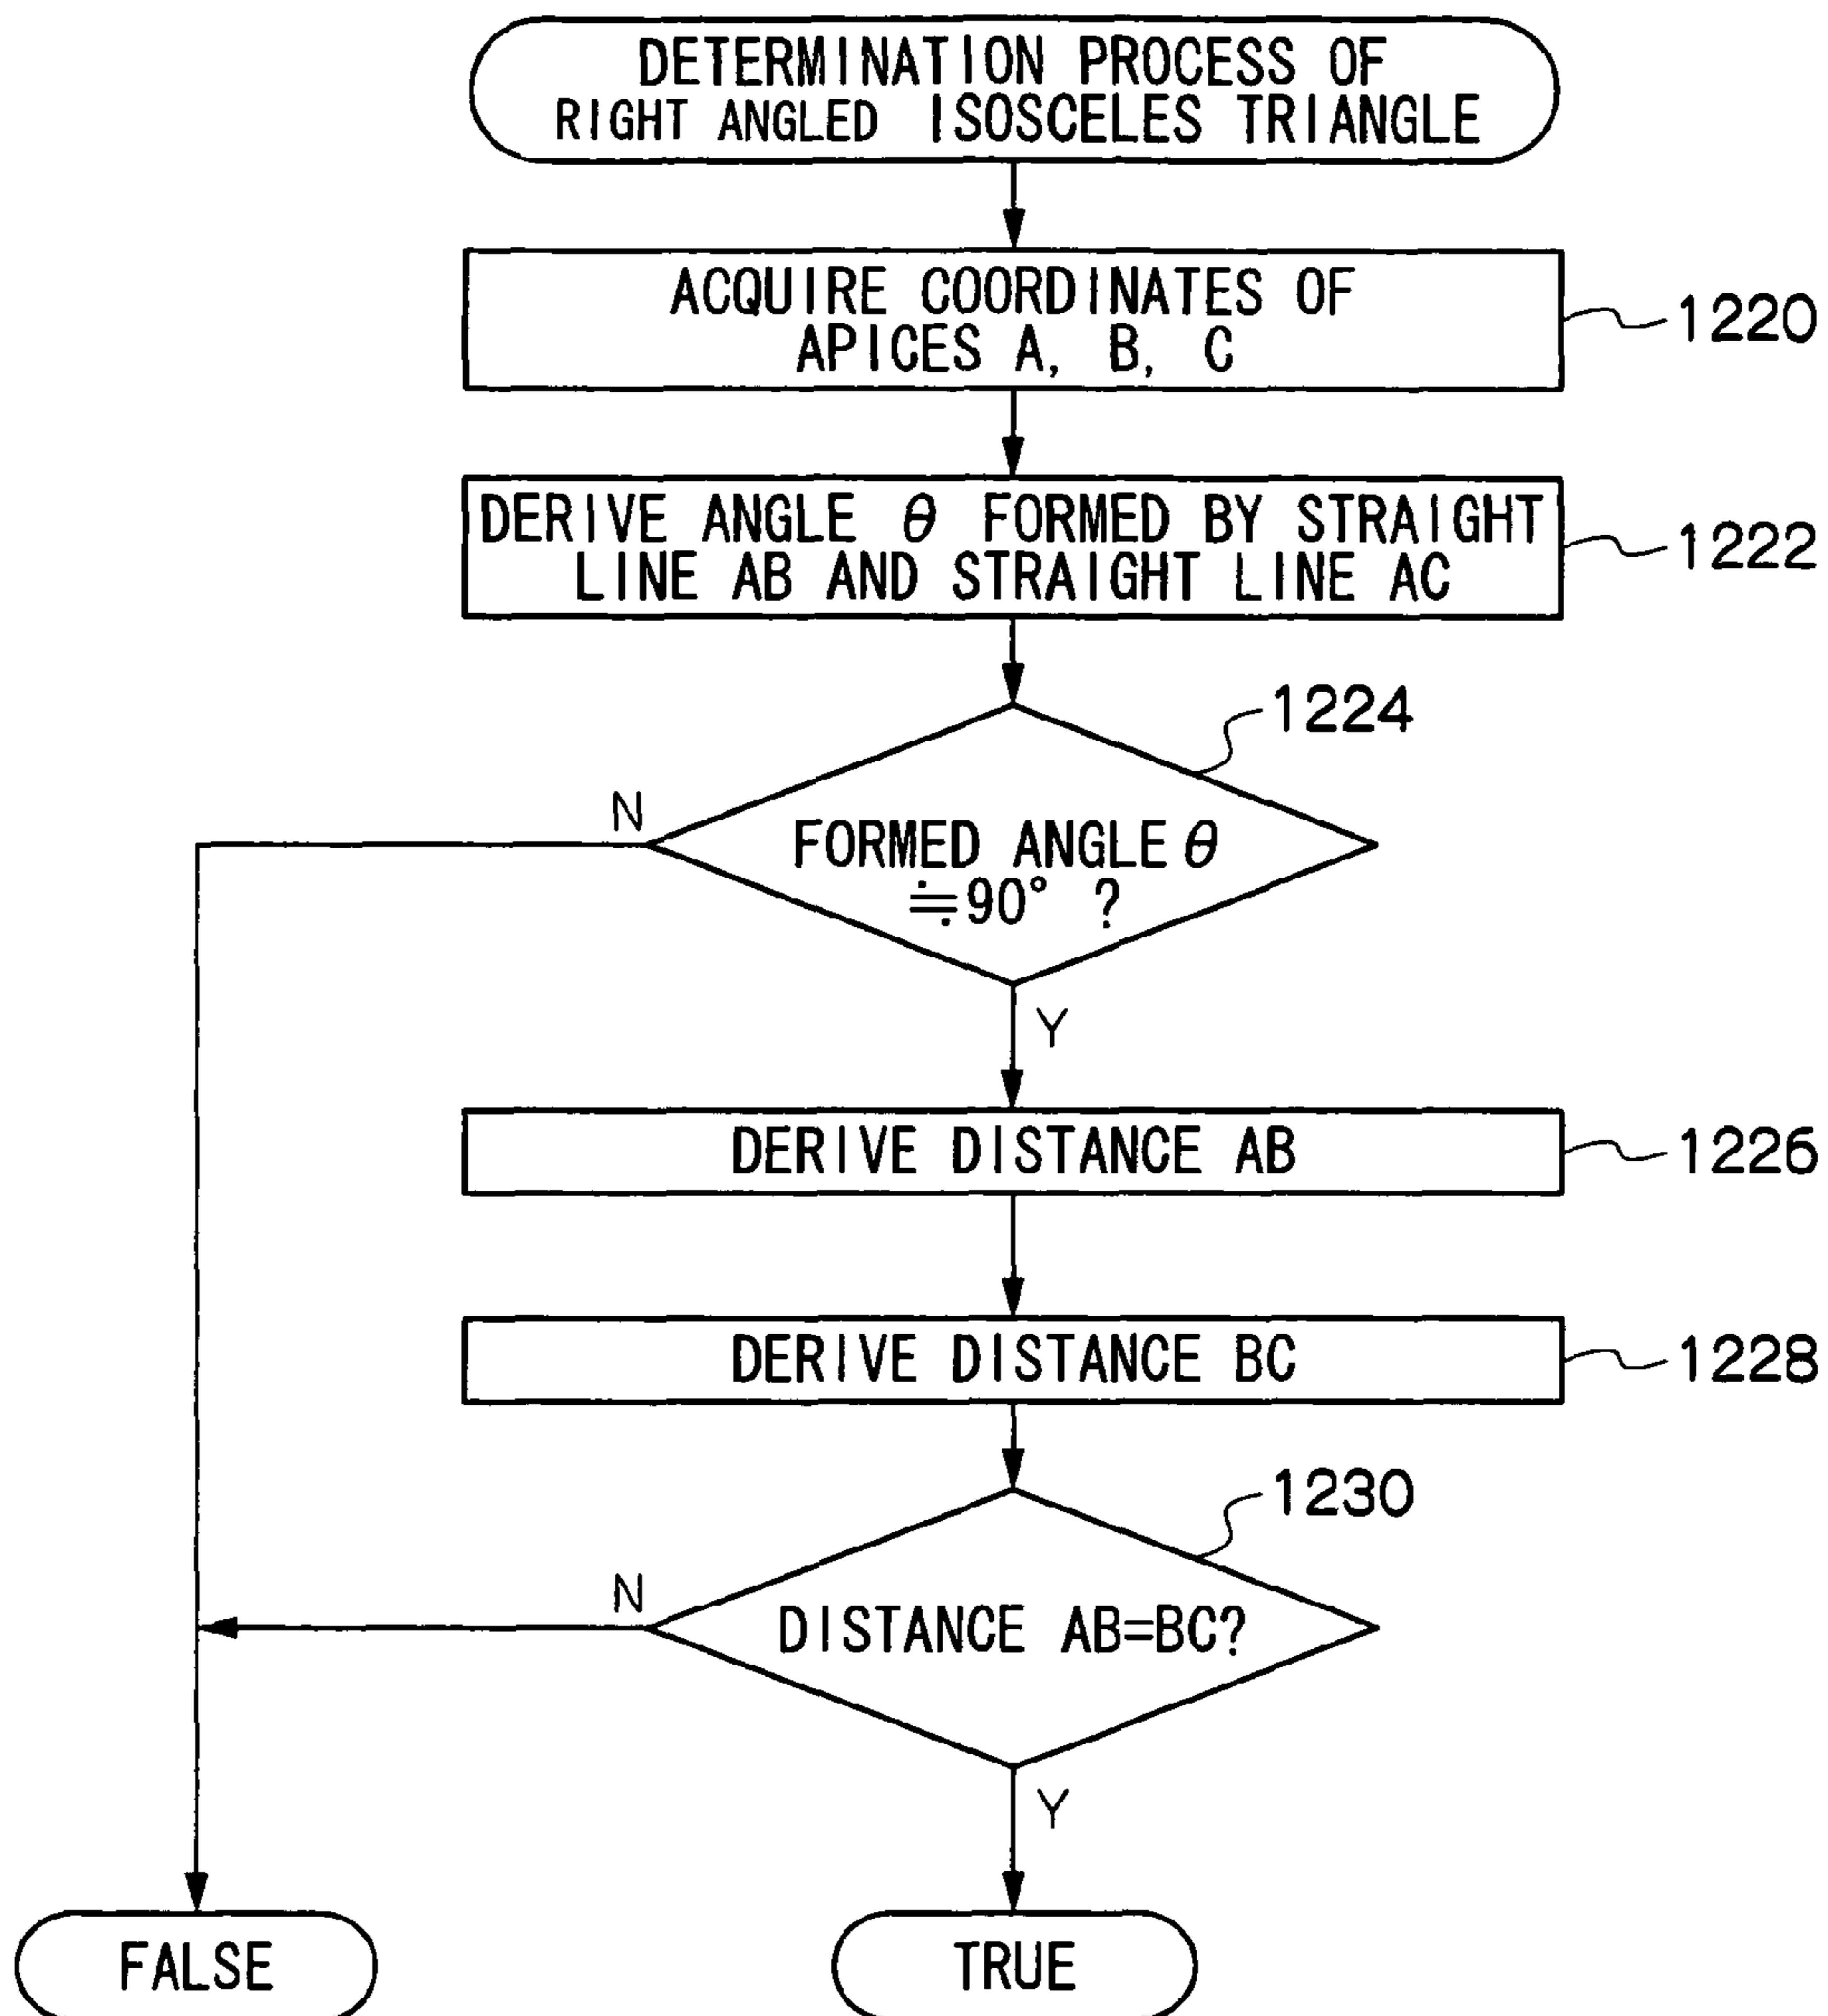 DETERMINATION PROCESS OF
RIGHT ANGLED ISOSCELES TRIANGLE
ACQUIRE COORDINATES OF
APICES A, B, C
1220
DERIVE ANGLE θ FORMED BY STRAIGHT
LINE AB AND STRAIGHT LINE AC
1222
1224
N
FORMED ANGLE θ
≒90° ?
Y
DERIVE DISTANCE AB
1226
DERIVE DISTANCE BC
1228
1230
N
DISTANCE AB=BC?
Y
FALSE
TRUE